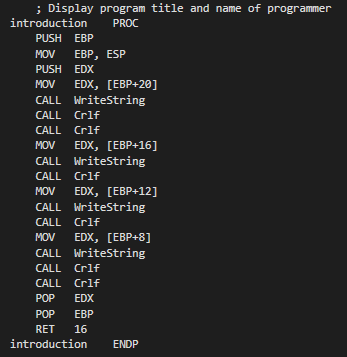 ; Display program title and name of programmer
introduction PROC
PUSH EBP
MOV EBP, ESP
PUSH EDX
MOV EDX, [EBP+20]
CALL WriteString
CALL Crlf
CALL Crlf
MOV EDX, [EBP+16]
CALL WriteString
CALL Crlf
MOV EDX, [EBP+12]
CALL WriteString
CALL Crlf
MOV EDX, [EBP+8]
CALL WriteString
CALL Crlf
CALL Crlf
POP EDX
POP EBP
RET 16
introduction ENDP